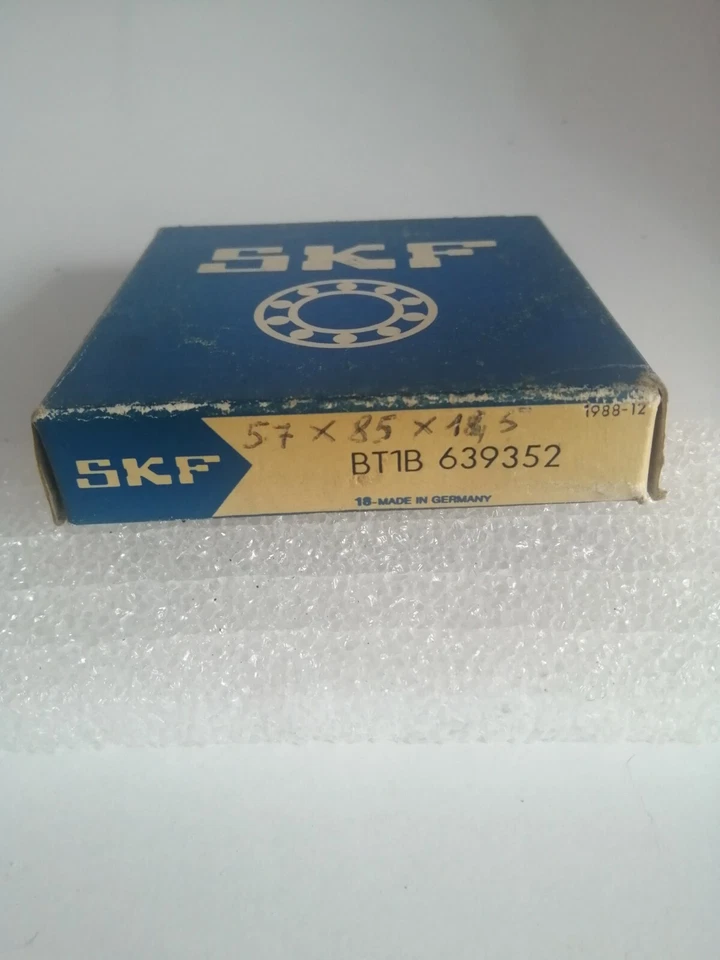 SKF
57 × 85 × 18,5
1988-12
SKF
BT1B 639352
18-MADE IN GERMANY